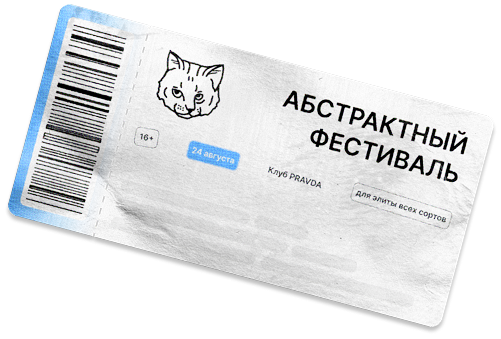 АБСТРАКТНЫЙ
ФЕСТИВАЛЬ
16+
24 августа
Клуб PRAVDA
для элиты всех сортов